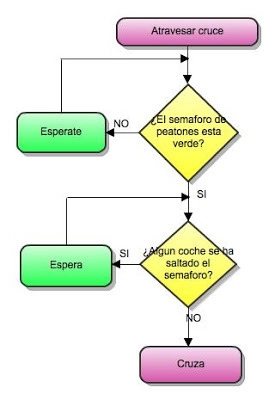 Atravesar cruce
¿El semaforo de
peatones esta
verde?
NO
Esperate
SI
¿Algun coche se ha
saltado el
semaforo?
SI
Espera
NO
Cruza